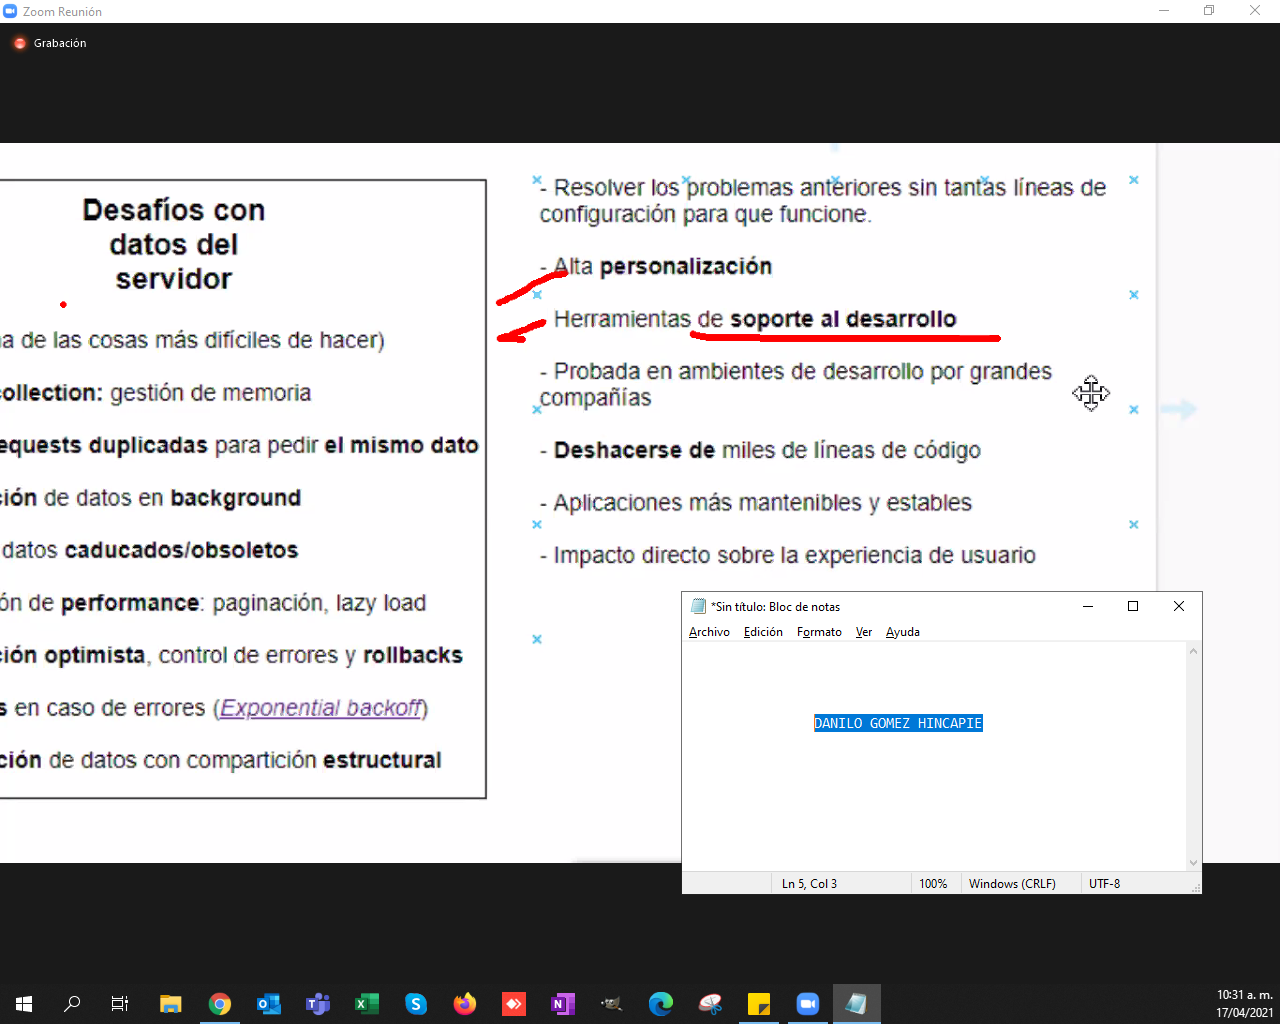 Zoom Reunión
Grabación
Desafíos con
datos del
servidor
de las cosas más difíciles de hacer)
collection: gestión de memoria
requests duplicadas para pedir el mismo dato
ción de datos en background
datos caducados/obsoletos
ón de performance: paginación, lazy load
ción optimista, control de errores y rollbacks
s en caso de errores (Exponential backoff)
ción de datos con compartición estructural
- Resolver los problemas anteriores sin tantas líneas de
configuración para que funcione.
- Alta personalización
Herramientas de soporte al desarrollo
- Probada en ambientes de desarrollo por grandes
compañías
- Deshacerse de miles de líneas de código
- Aplicaciones más mantenibles y estables
- Impacto directo sobre la experiencia de usuario
*Sin título: Bloc de notas
Archivo Edición Formato Ver Ayuda
DANILO GOMEZ HINCAPIE
Ln 5, Col 3 100% Windows (CRLF) UTF-8
10:31 a. m.
17/04/2021